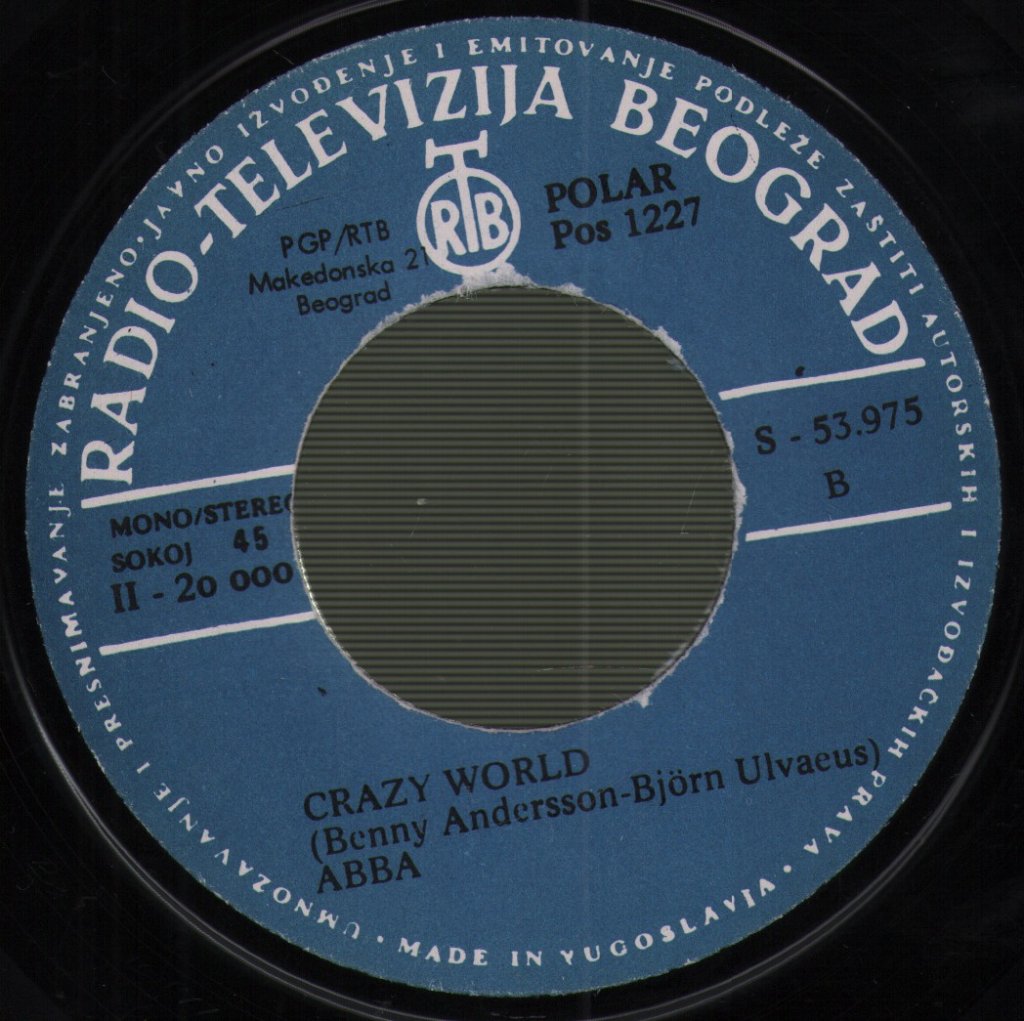 UMNOŽAVANJE I PRESNIMAVANJE ZABRANJENO · JAVNO IZVOĐENJE I EMITOVANJE PODLEŽE ZAŠTITI AUTORSKIH I IZVOĐAČKIH PRAVA · MADE IN YUGOSLAVIA ·
RADIO-TELEVIZIJA BEOGRAD
RTB
PGP/RTB
Makedonska 21
Beograd
POLAR
Pos 1227
S - 53.975
B
MONO/STEREO
SOKOJ 45
II - 20 000
CRAZY WORLD
(Benny Andersson-Björn Ulvaeus)
ABBA